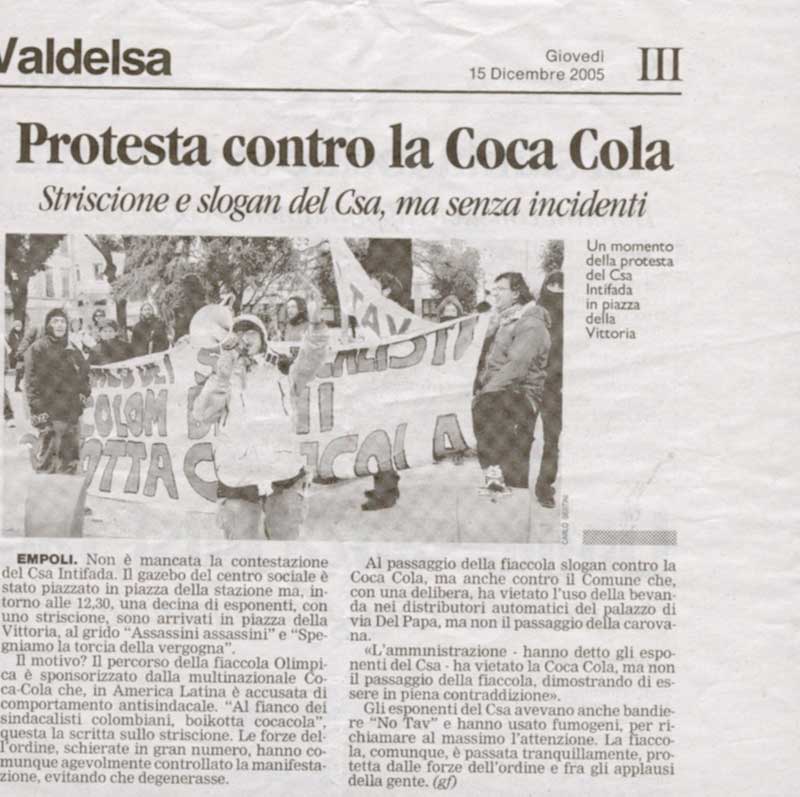 Valdelsa
Giovedì
15 Dicembre 2005
III
Protesta contro la Coca Cola
Striscione e slogan del Csa, ma senza incidenti
Un momento
della protesta
del Csa
Intifada
in piazza
della
Vittoria
TAV
COLOM
OTTA C COLA
EMPOLI. Non è mancata la contestazione
del Csa Intifada. Il gazebo del centro sociale è
stato piazzato in piazza della stazione ma, in-
torno alle 12,30, una decina di esponenti, con
uno striscione, sono arrivati in piazza della
Vittoria, al grido "Assassini assassini" e "Spe-
gniamo la torcia della vergogna".
Il motivo? Il percorso della fiaccola Olimpi-
ca è sponsorizzato dalla multinazionale Co-
ca-Cola che, in America Latina è accusata di
comportamento antisindacale. "Al fianco dei
sindacalisti colombiani, boikotta cocacola",
questa la scritta sullo striscione. Le forze del-
l'ordine, schierate in gran numero, hanno co-
munque agevolmente controllato la manifesta-
zione, evitando che degenerasse.
Al passaggio della fiaccola slogan contro la
Coca Cola, ma anche contro il Comune che,
con una delibera, ha vietato l'uso della bevan-
da nei distributori automatici del palazzo di
via Del Papa, ma non il passaggio della carova-
na.
«L'ammunitrazione - hanno detto gli espo-
nenti del Csa - ha vietato la Coca Cola, ma non
il passaggio della fiaccola, dimostrando di es-
sere in piena contraddizione».
Gli esponenti del Csa avevano anche bandie-
re "No Tav" e hanno usato fumogeni, per ri-
chiamare al massimo l'attenzione. La fiacco-
la, comunque, è passata tranquillamente, pro-
tetta dalle forze dell'ordine e fra gli applausi
della gente. (gf)